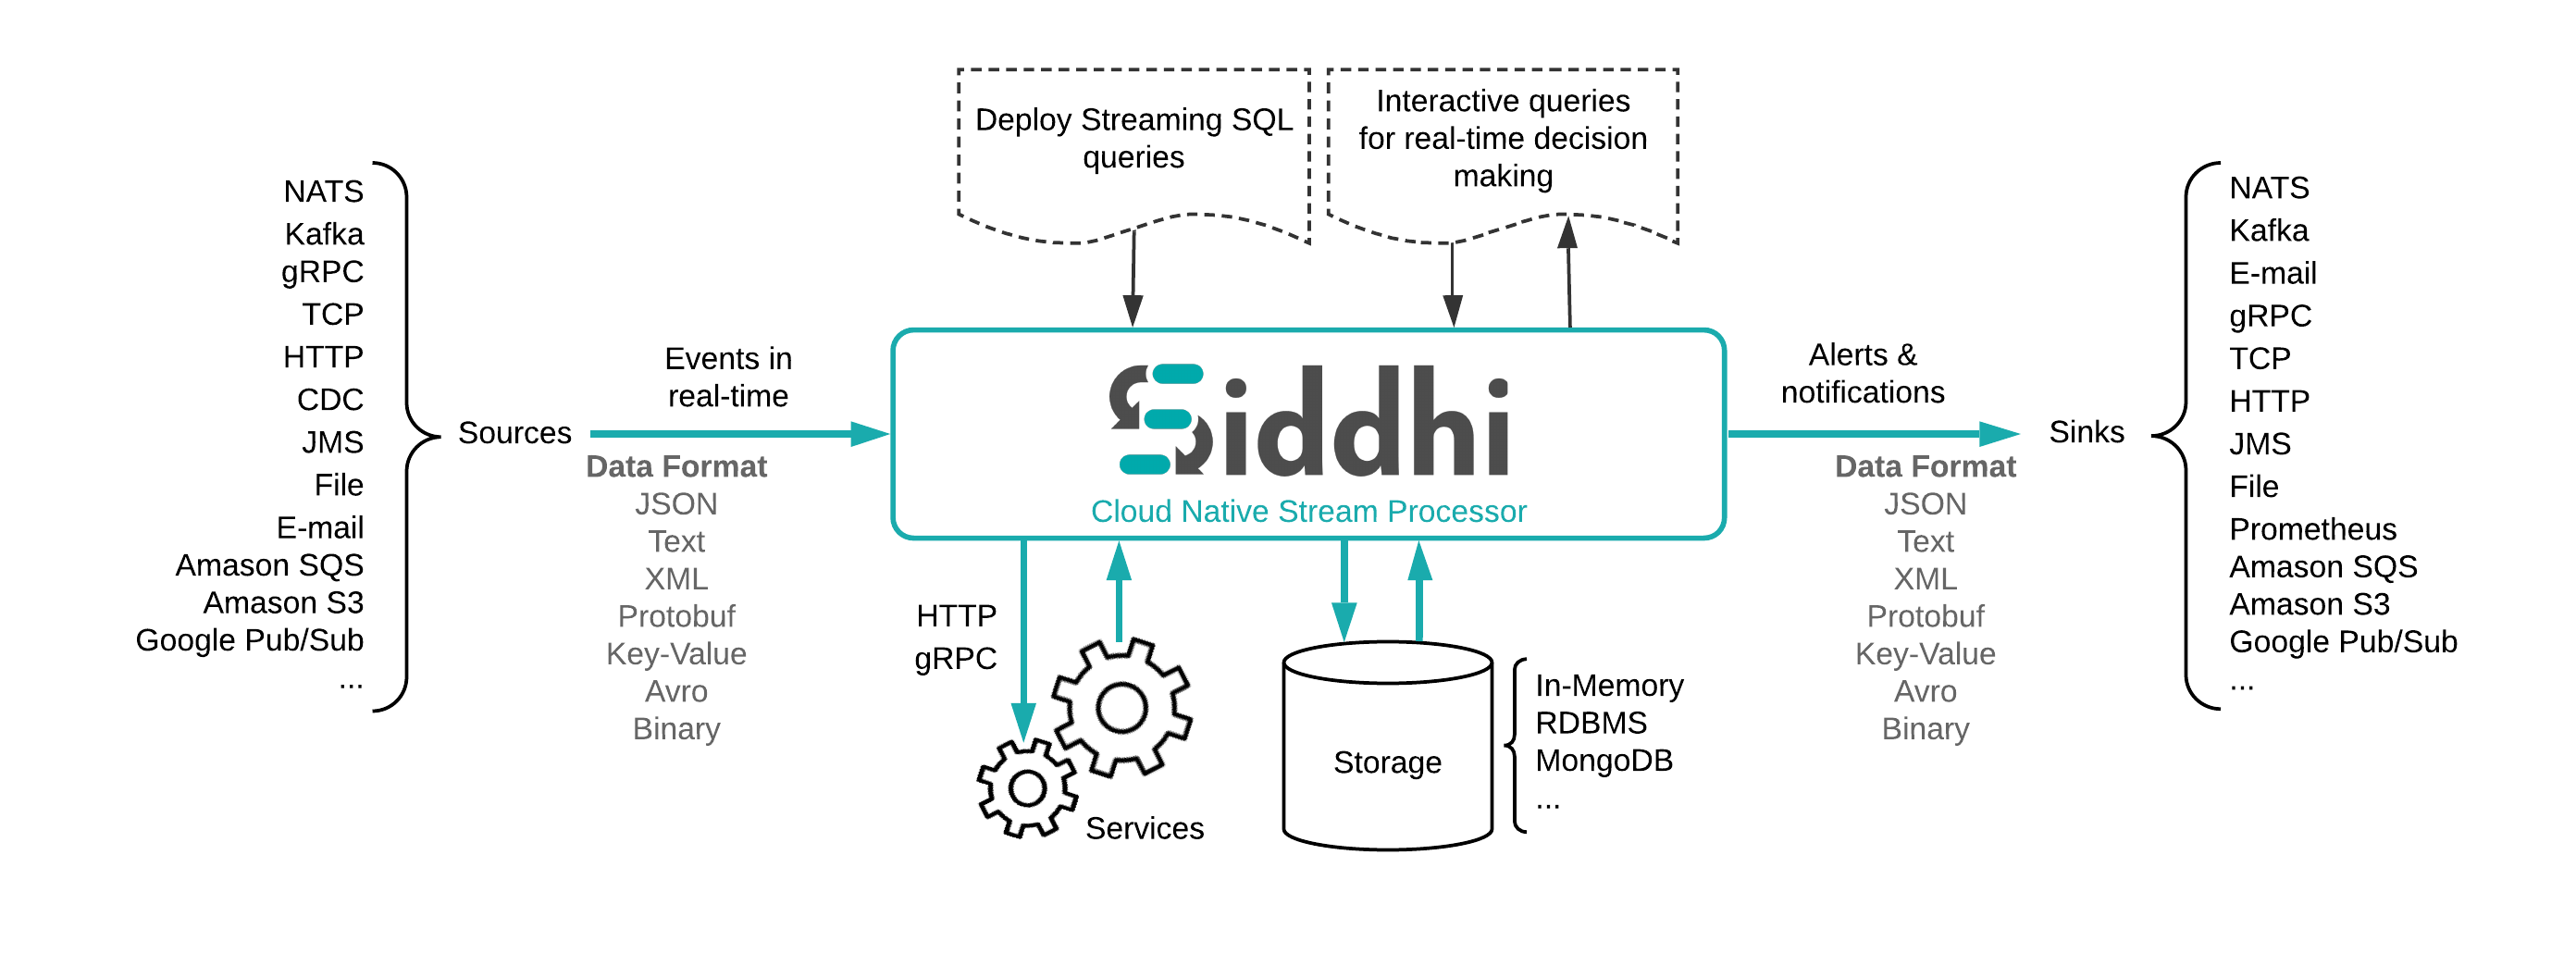 Deploy Streaming SQL
queries
Interactive queries
for real-time decision
making
NATS
Kafka
gRPC
TCP
HTTP
CDC
JMS
File
E-mail
Amason SQS
Amason S3
Google Pub/Sub
...
Sources
Events in
real-time
Data Format
JSON
Text
XML
Protobuf
Key-Value
Avro
Binary
Siddhi
Cloud Native Stream Processor
HTTP
gRPC
Services
Storage
In-Memory
RDBMS
MongoDB
...
Alerts &
notifications
Data Format
JSON
Text
XML
Protobuf
Key-Value
Avro
Binary
Sinks
NATS
Kafka
E-mail
gRPC
TCP
HTTP
JMS
File
Prometheus
Amason SQS
Amason S3
Google Pub/Sub
...